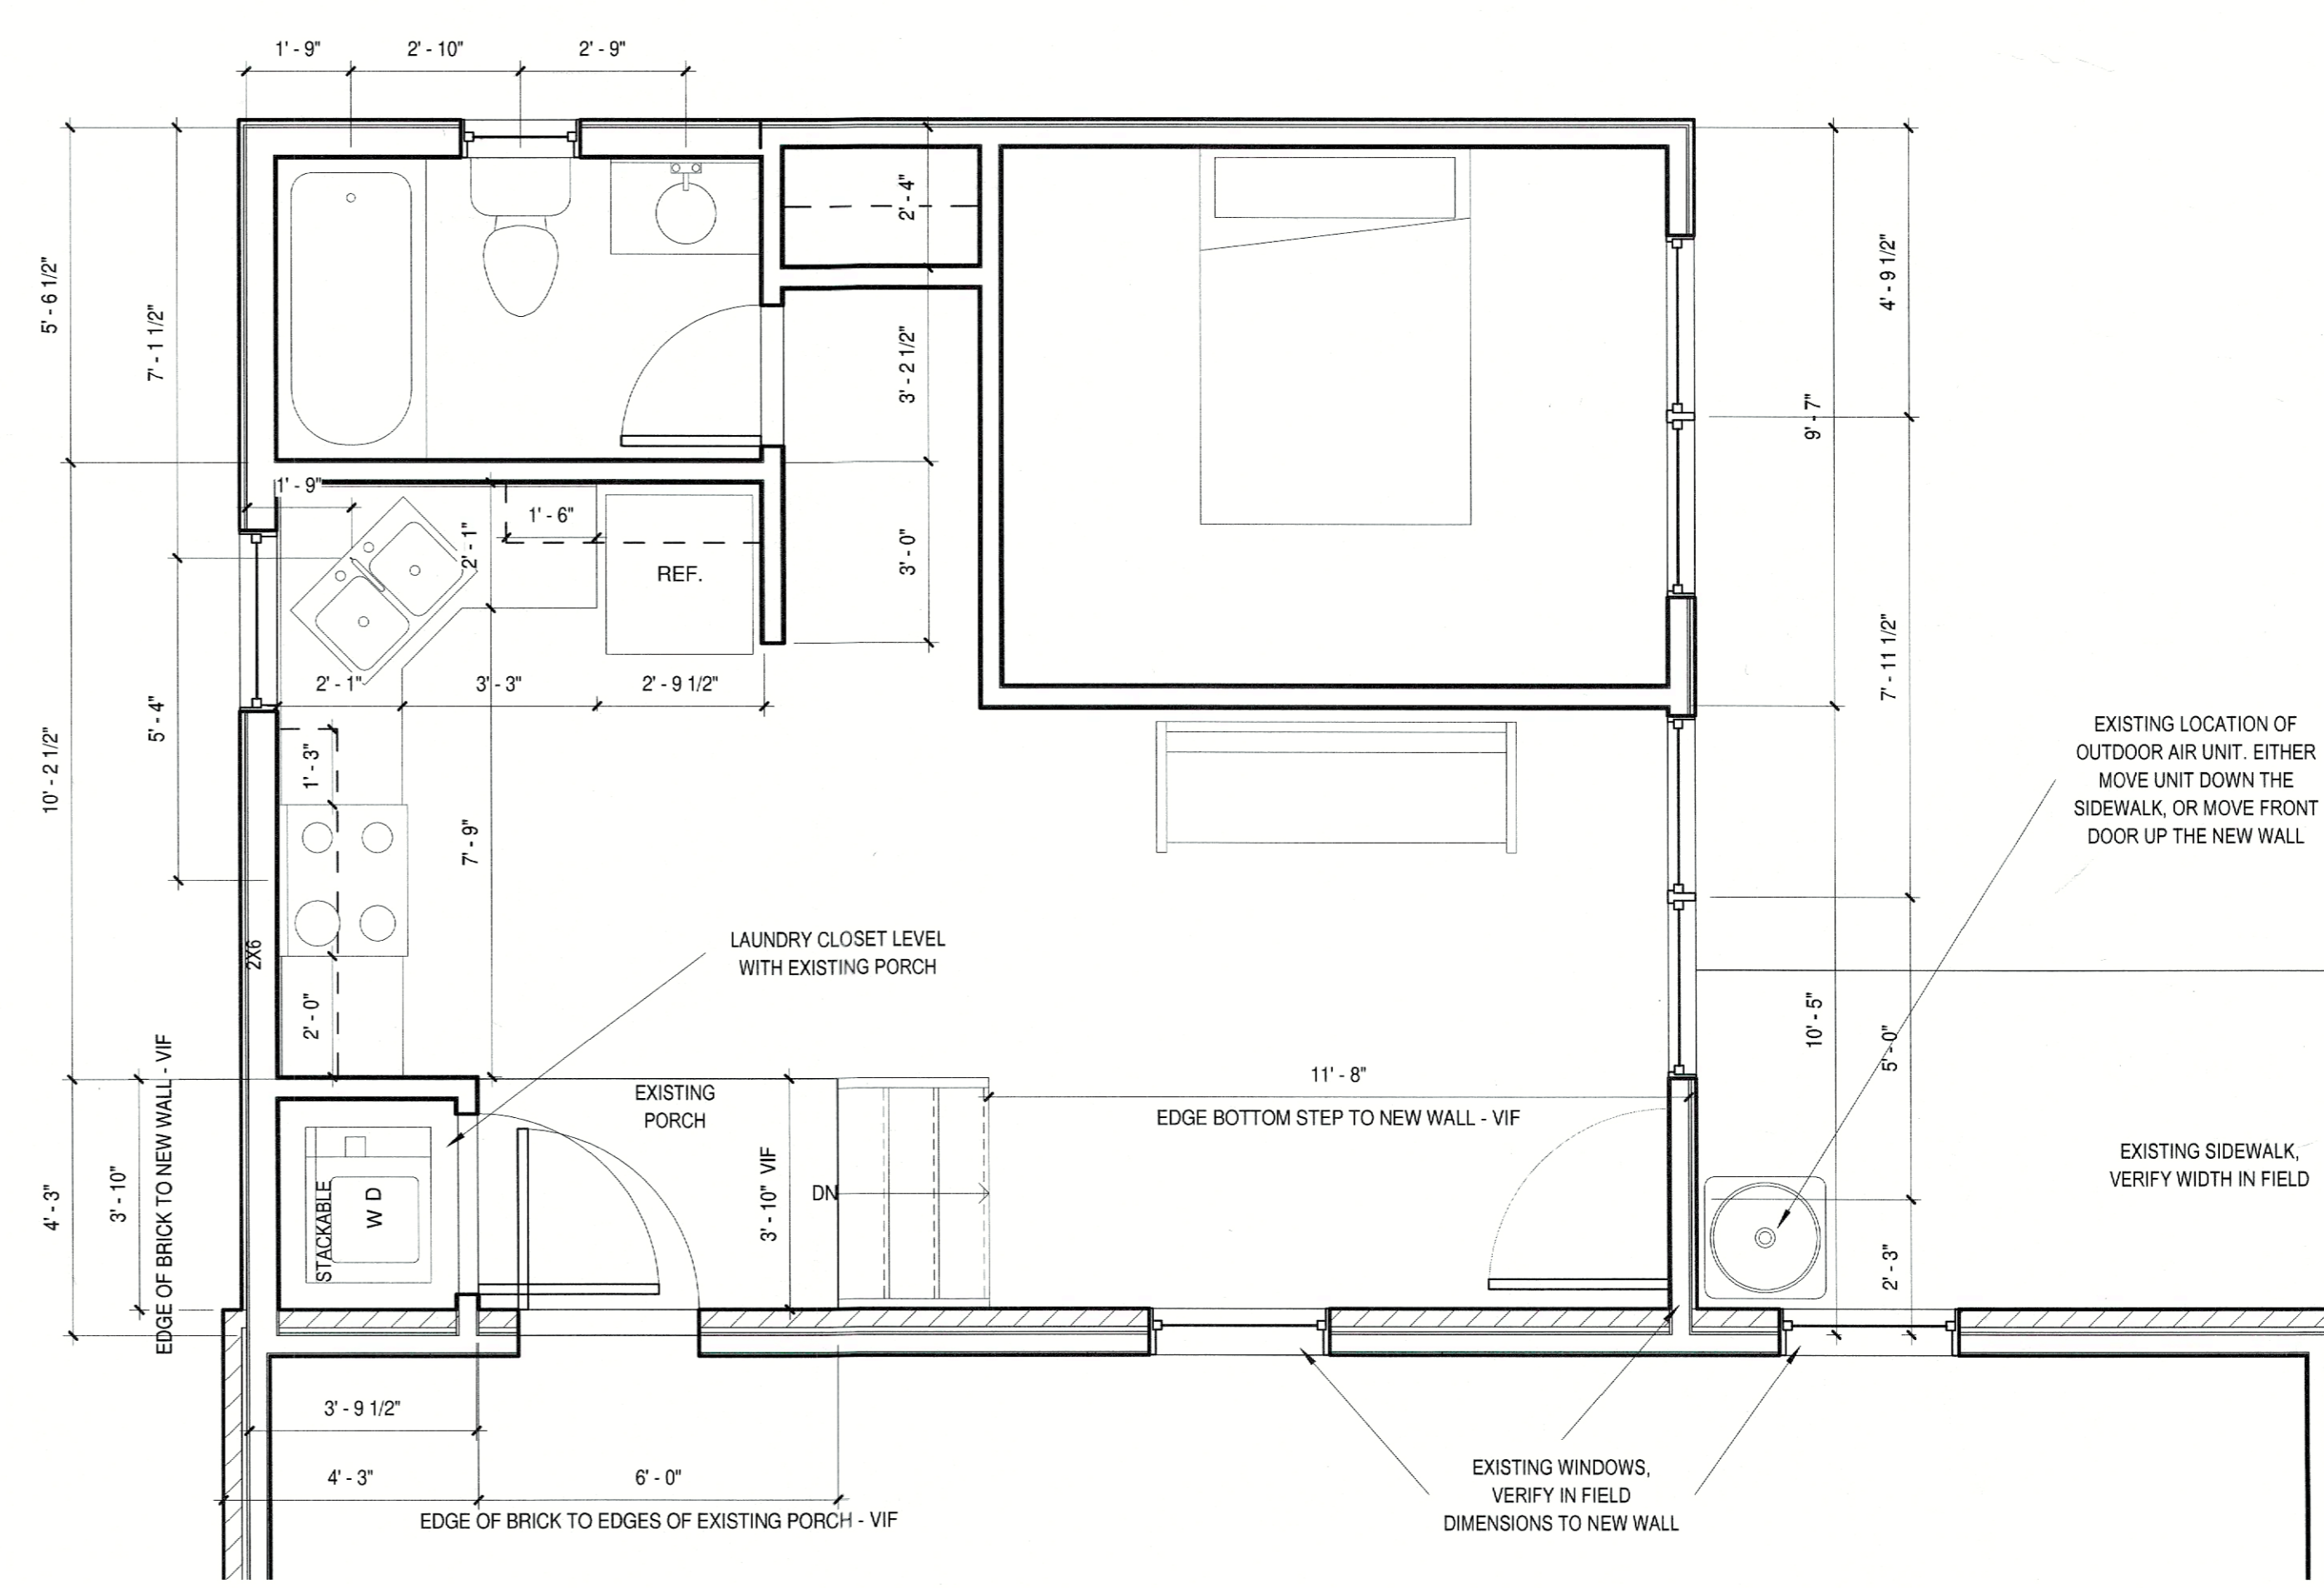 1' - 9"
2' - 10"
2' - 9"
5' - 6 1/2"
7' - 1 1/2"
2' - 4"
3' - 2 1/2"
3' - 0"
4' - 9 1/2"
9' - 7"
7' - 11 1/2"
1' - 9"
2' - 1"
1' - 6"
REF.
2' - 1"
3' - 3"
2' - 9 1/2"
10' - 2 1/2"
5' - 4"
1' - 3"
7' - 9"
2' - 0"
2X6
EXISTING LOCATION OF
OUTDOOR AIR UNIT. EITHER
MOVE UNIT DOWN THE
SIDEWALK, OR MOVE FRONT
DOOR UP THE NEW WALL
LAUNDRY CLOSET LEVEL
WITH EXISTING PORCH
10' - 5"
5' - 0"
EXISTING
PORCH
11' - 8"
EDGE BOTTOM STEP TO NEW WALL - VIF
4' - 3"
3' - 10"
EDGE OF BRICK TO NEW WALL - VIF
STACKABLE
W D
3' - 10" VIF
DN
EXISTING SIDEWALK,
VERIFY WIDTH IN FIELD
2' - 3"
3' - 9 1/2"
4' - 3"
6' - 0"
EDGE OF BRICK TO EDGES OF EXISTING PORCH - VIF
EXISTING WINDOWS,
VERIFY IN FIELD
DIMENSIONS TO NEW WALL